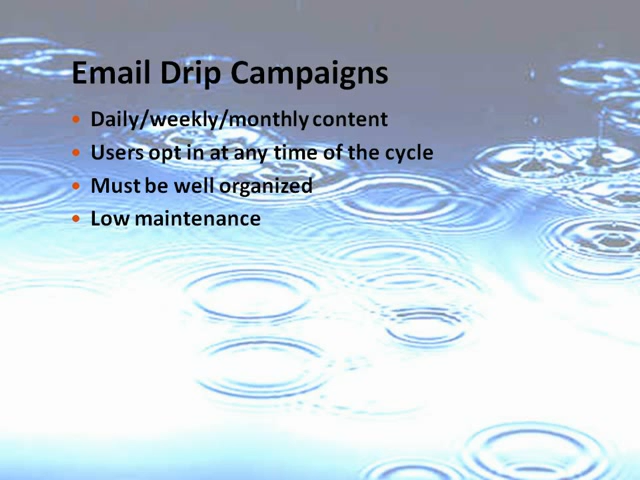 Email Drip Campaigns
Daily/weekly/monthly content
Users opt in at any time of the cycle
Must be well organized
Low maintenance